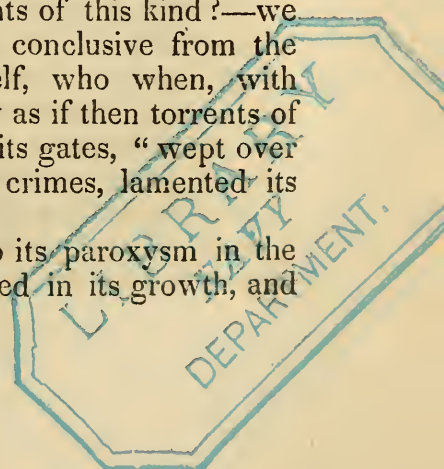 nts of this kind ?—we
conclusive from the
elf, who when, with
as if then torrents of
its gates, “ wept over
crimes, lamented its
its paroxysm in the
ed in its growth, and
LIBRARY
NAVY
DEPARTMENT.